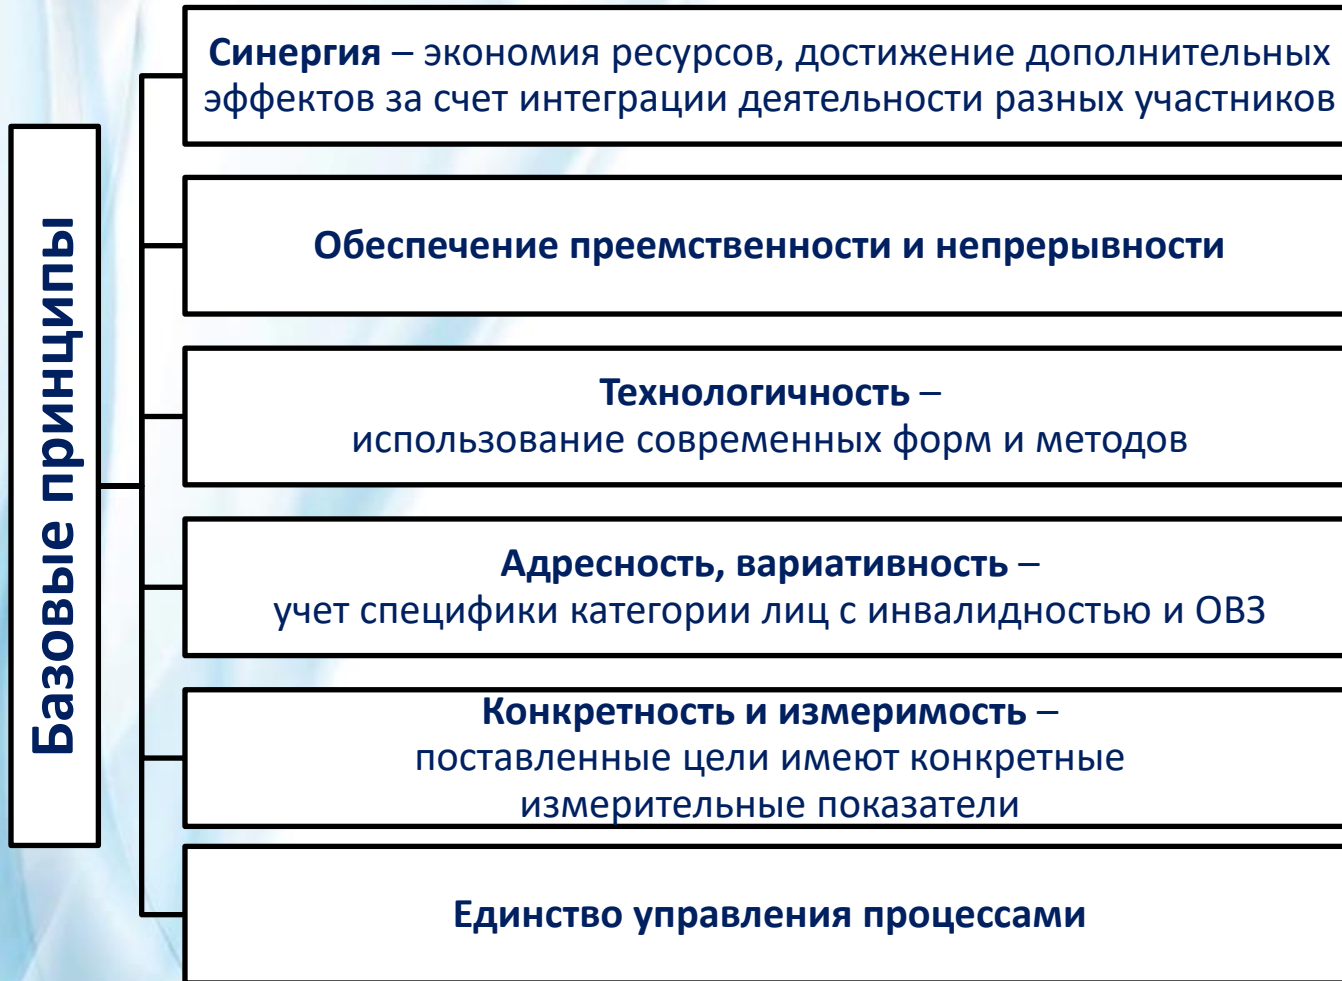 Базовые принципы
Синергия – экономия ресурсов, достижение дополнительных
эффектов за счет интеграции деятельности разных участников
Обеспечение преемственности и непрерывности
Технологичность –
использование современных форм и методов
Адресность, вариативность –
учет специфики категории лиц с инвалидностью и ОВЗ
Конкретность и измеримость –
поставленные цели имеют конкретные
измерительные показатели
Единство управления процессами